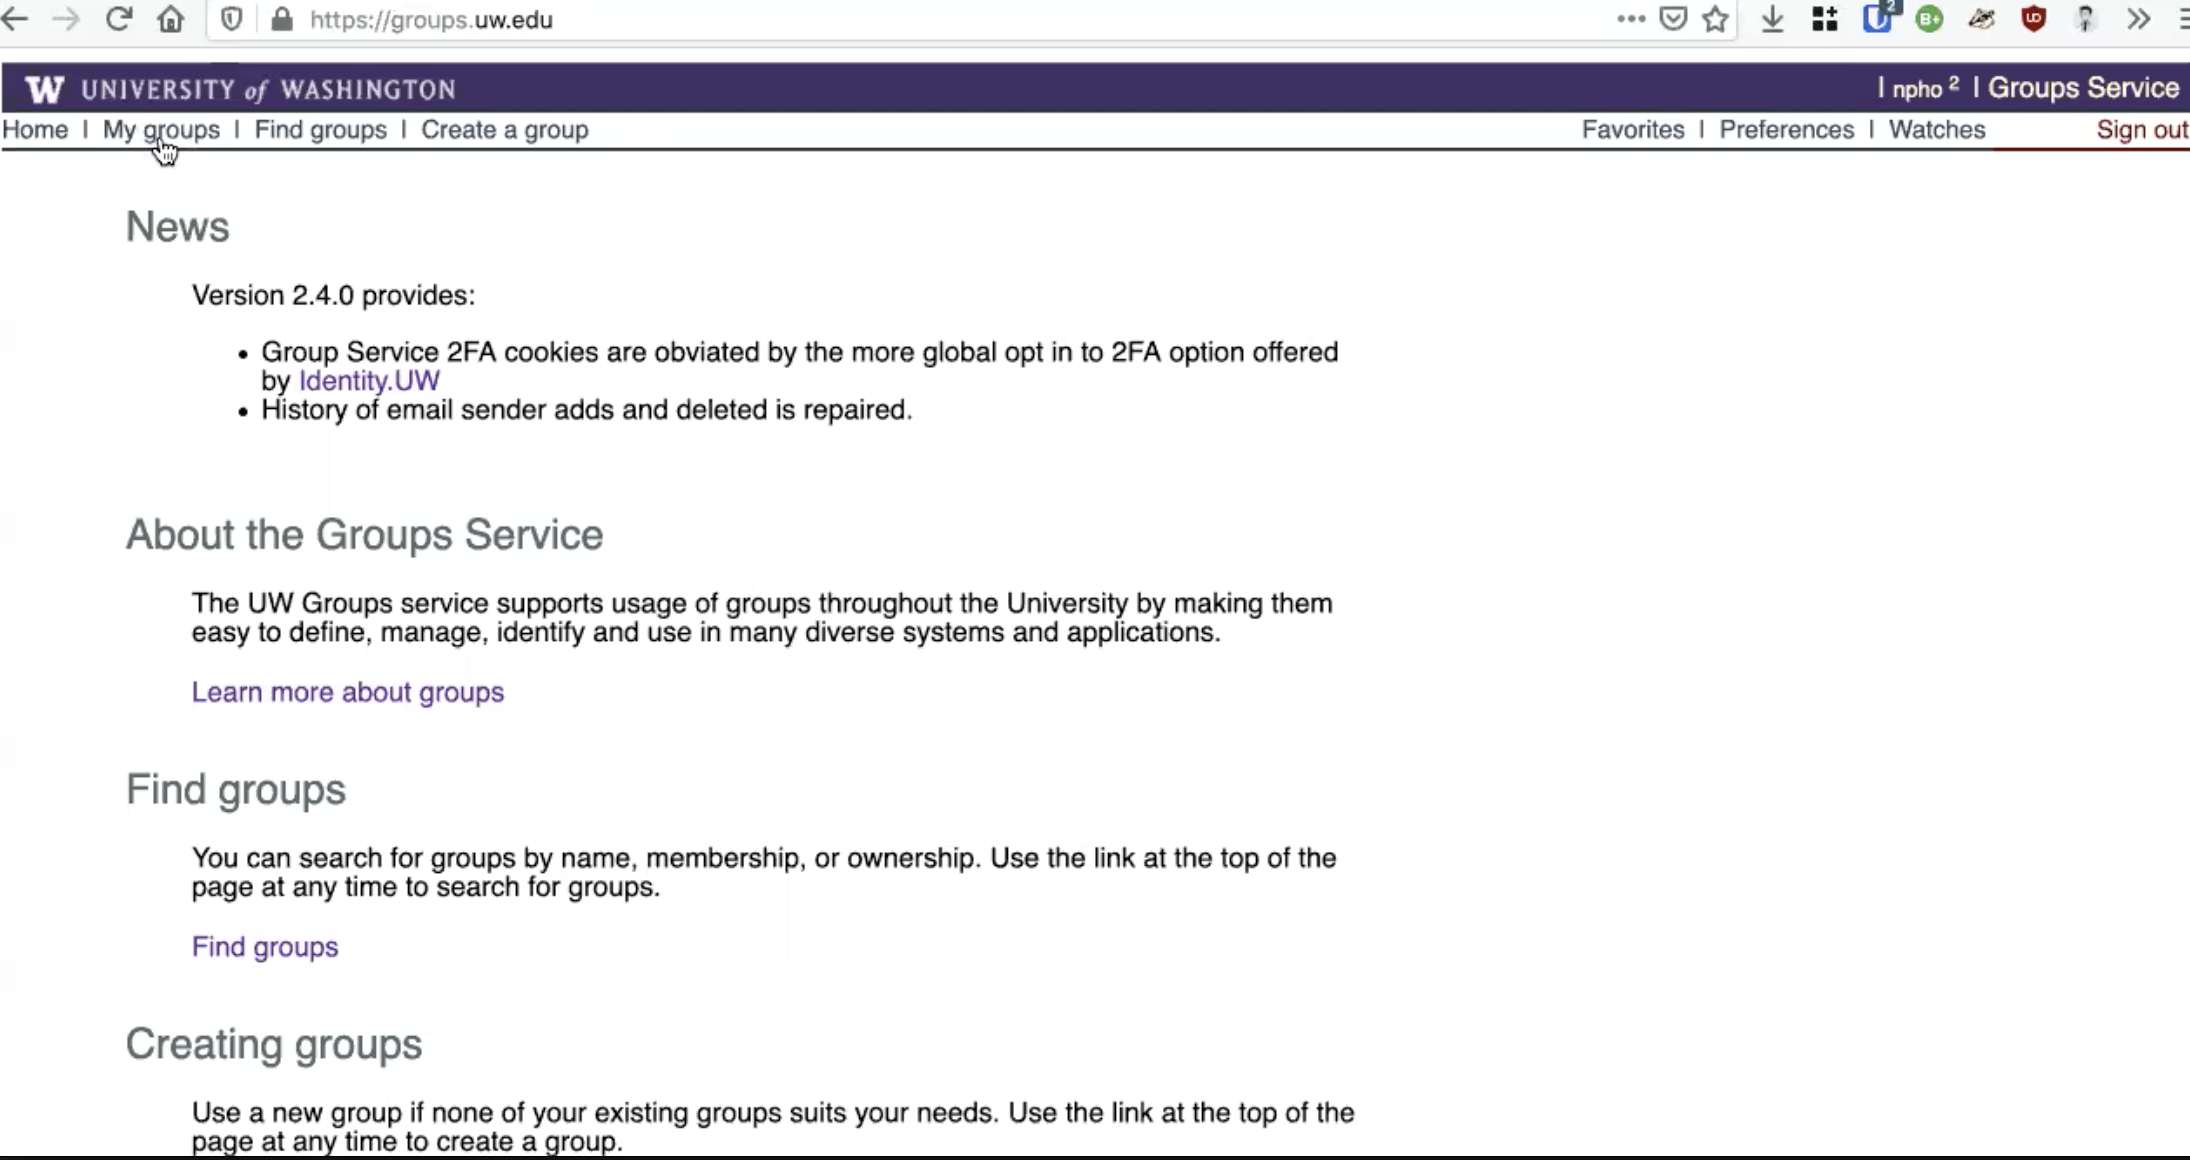 https://groups.uw.edu
2
B+
UD
W UNIVERSITY of WASHINGTON
| npho 2 | Groups Service
Home | My groups | Find groups | Create a group
Favorites | Preferences | Watches
Sign out
News
Version 2.4.0 provides:
• Group Service 2FA cookies are obviated by the more global opt in to 2FA option offered
by Identity.UW
• History of email sender adds and deleted is repaired.
About the Groups Service
The UW Groups service supports usage of groups throughout the University by making them
easy to define, manage, identify and use in many diverse systems and applications.
Learn more about groups
Find groups
You can search for groups by name, membership, or ownership. Use the link at the top of the
page at any time to search for groups.
Find groups
Creating groups
Use a new group if none of your existing groups suits your needs. Use the link at the top of the
page at any time to create a group.